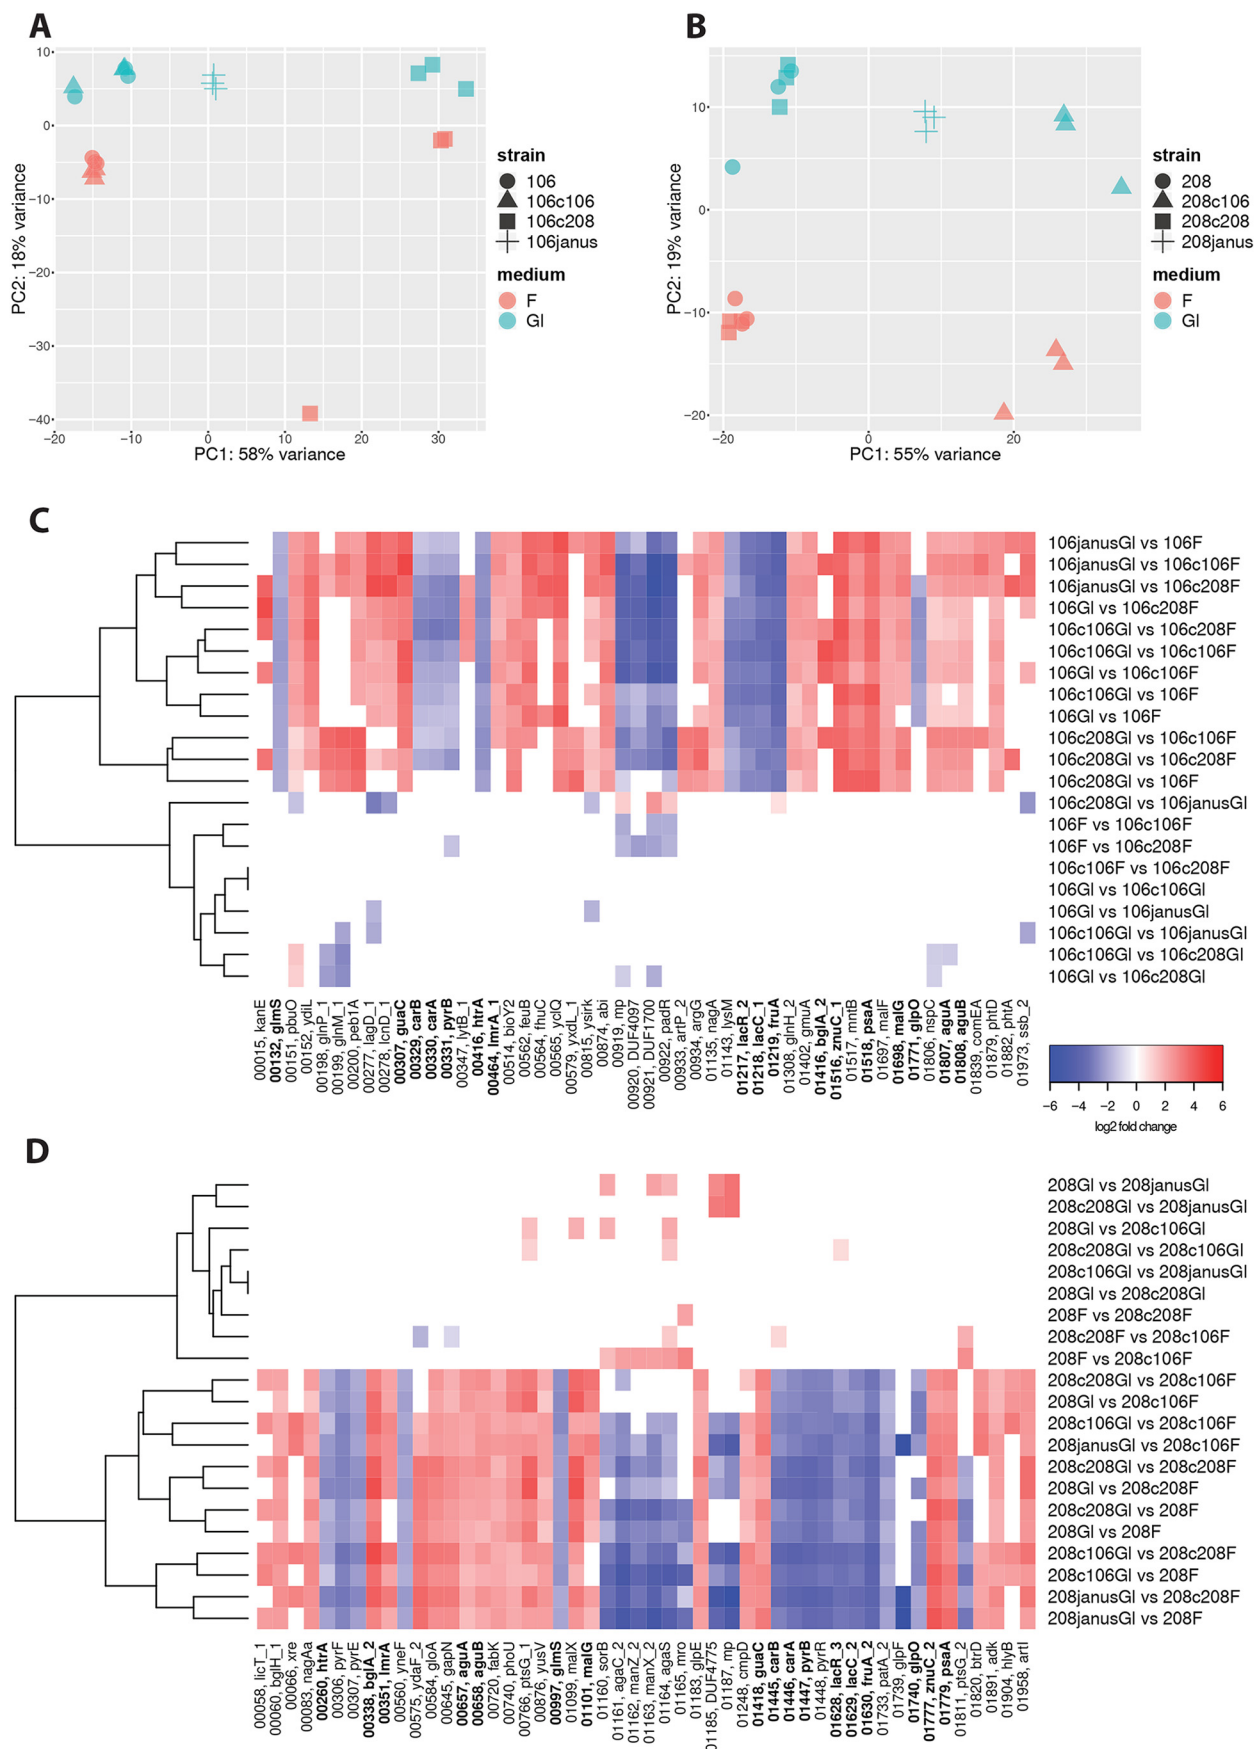 A
10
0
−10
−20
−30
−40
−20
−10
0
10
20
30
PC2: 18% variance
PC1: 58% variance
strain
106
106c106
106c208
106janus
medium
F
Gl
B
10
0
−10
−20
−20
0
20
PC2: 19% variance
PC1: 55% variance
strain
208
208c106
208c208
208janus
medium
F
Gl
C
106janusGl vs 106F
106janusGl vs 106c106F
106janusGl vs 106c208F
106Gl vs 106c208F
106c106Gl vs 106c208F
106c106Gl vs 106c106F
106Gl vs 106c106F
106c106Gl vs 106F
106Gl vs 106F
106c208Gl vs 106c106F
106c208Gl vs 106c208F
106c208Gl vs 106F
106c208Gl vs 106janusGl
106F vs 106c106F
106F vs 106c208F
106c106F vs 106c208F
106Gl vs 106c106Gl
106Gl vs 106janusGl
106c106Gl vs 106janusGl
106c106Gl vs 106c208Gl
106Gl vs 106c208Gl
00015, kanE
00132, glmS
00151, pbuO
00152, ydiL
00198, glnP_1
00199, glnM_1
00200, peb1A
00277, lagD_1
00278, lcnD_1
00307, guaC
00329, carB
00330, carA
00331, pyrB
00347, lytB_1
00416, htrA
00464, lmrA_1
00514, bioY2
00562, feuB
00564, fhuC
00565, yclQ
00579, yxdL_1
00815, ysirk
00874, abi
00919, mp
00920, DUF4097
00921, DUF1700
00922, padR
00933, artP_2
00934, argG
01135, nagA
01143, lysM
01217, lacR_2
01218, lacC_1
01219, fruA
01308, glnH_2
01402, gmuA
01416, bglA_2
01516, znuC_1
01517, mntB
01518, psaA
01697, malF
01698, malG
01771, glpO
01806, nspC
01807, aguA
01808, aguB
01839, comEA
01879, phtD
01882, phtA
01973, ssb_2
−6 −4 −2 0 2 4 6
log2 fold change
D
208Gl vs 208janusGl
208c208Gl vs 208janusGl
208Gl vs 208c106Gl
208c208Gl vs 208c106Gl
208c106Gl vs 208janusGl
208Gl vs 208c208Gl
208F vs 208c208F
208c208F vs 208c106F
208F vs 208c106F
208c208Gl vs 208c106F
208Gl vs 208c106F
208c106Gl vs 208c106F
208janusGl vs 208c106F
208c208Gl vs 208c208F
208Gl vs 208c208F
208c208Gl vs 208F
208Gl vs 208F
208c106Gl vs 208c208F
208c106Gl vs 208F
208janusGl vs 208c208F
208janusGl vs 208F
00058, licT_1
00060, bglH_1
00066, xre
00083, nagAa
00260, htrA
00306, pyrF
00307, pyrE
00338, bglA_2
00351, lmrA
00560, yneF
00575, ydaF_2
00584, gloA
00645, gapN
00657, aguA
00658, aguB
00720, fabK
00740, phoU
00766, ptsG_1
00876, yusV
00997, glmS
01099, malX
01101, malG
01160, sorB
01161, agaC_2
01162, manZ_2
01163, manX_2
01164, agaS
01165, mro
01183, glpE
01185, DUF4775
01187, mp
01248, cmpD
01418, guaC
01445, carB
01446, carA
01447, pyrB
01448, pyrR
01628, lacR_3
01629, lacC_2
01630, fruA_2
01733, patA_2
01739, glpF
01740, glpO
01777, znuC_2
01779, psaA
01811, ptsG_2
01820, btrD
01891, adk
01904, hlyB
01958, artI